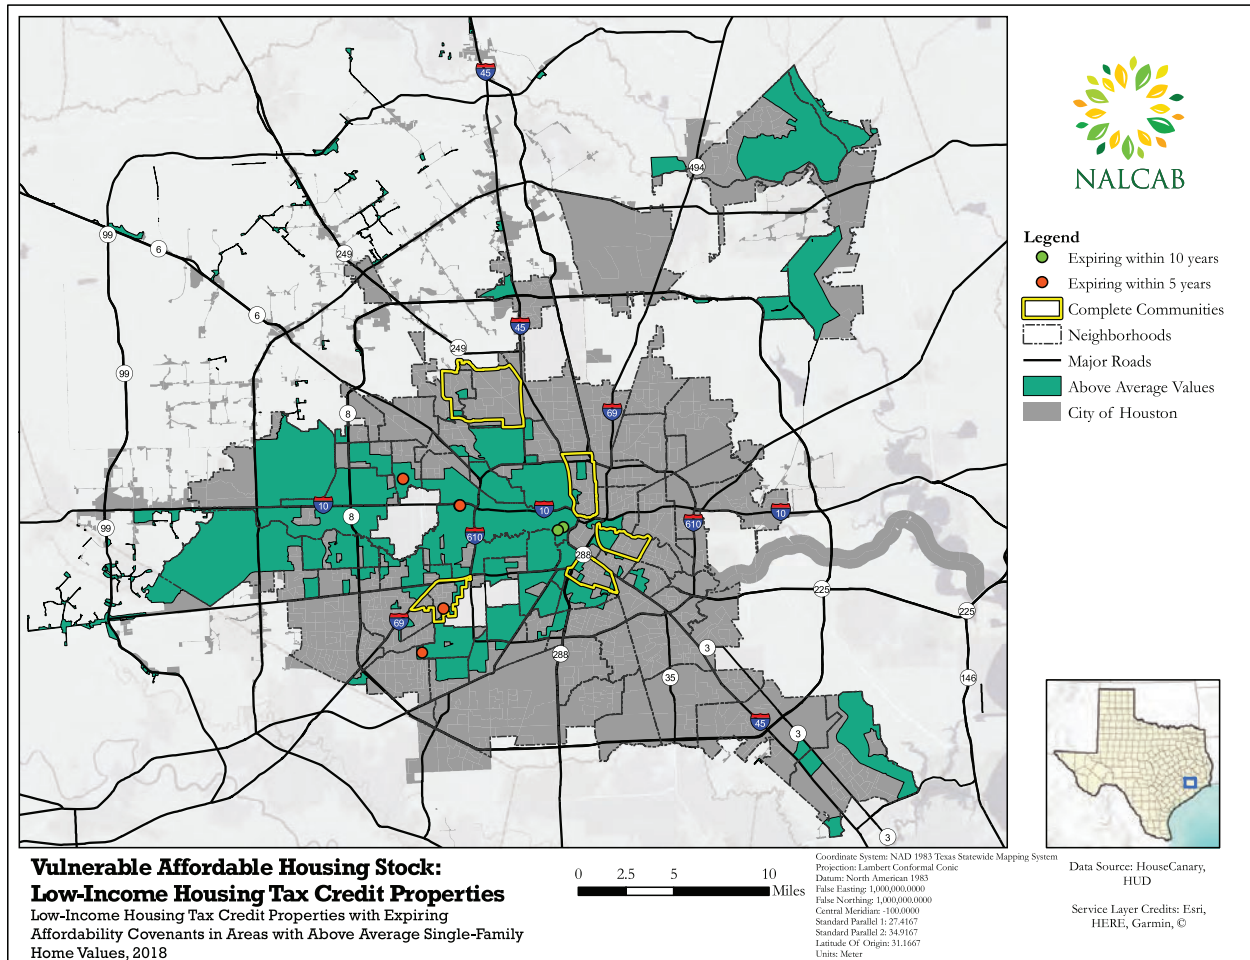 45
494
99
6
249
6
45
249
99
69
8
10
10
10
8
610
610
99
288
225
225
69
3
288
35
146
45
3
3
NALCAB
Legend
Expiring within 10 years
Expiring within 5 years
Complete Communities
Neighborhoods
Major Roads
Above Average Values
City of Houston
Vulnerable Affordable Housing Stock:
Low-Income Housing Tax Credit Properties
Low-Income Housing Tax Credit Properties with Expiring
Affordability Covenants in Areas with Above Average Single-Family
Home Values, 2018
0 2.5 5 10
Miles
Coordinate System: NAD 1983 Texas Statewide Mapping System
Projection: Lambert Conformal Conic
Datum: North American 1983
False Easting: 1,000,000.0000
False Northing: 1,000,000.0000
Central Meridian: -100.0000
Standard Parallel 1: 27.4167
Standard Parallel 2: 34.9167
Latitude Of Origin: 31.1667
Units: Meter
Data Source: HouseCanary,
HUD
Service Layer Credits: Esri,
HERE, Garmin, ©